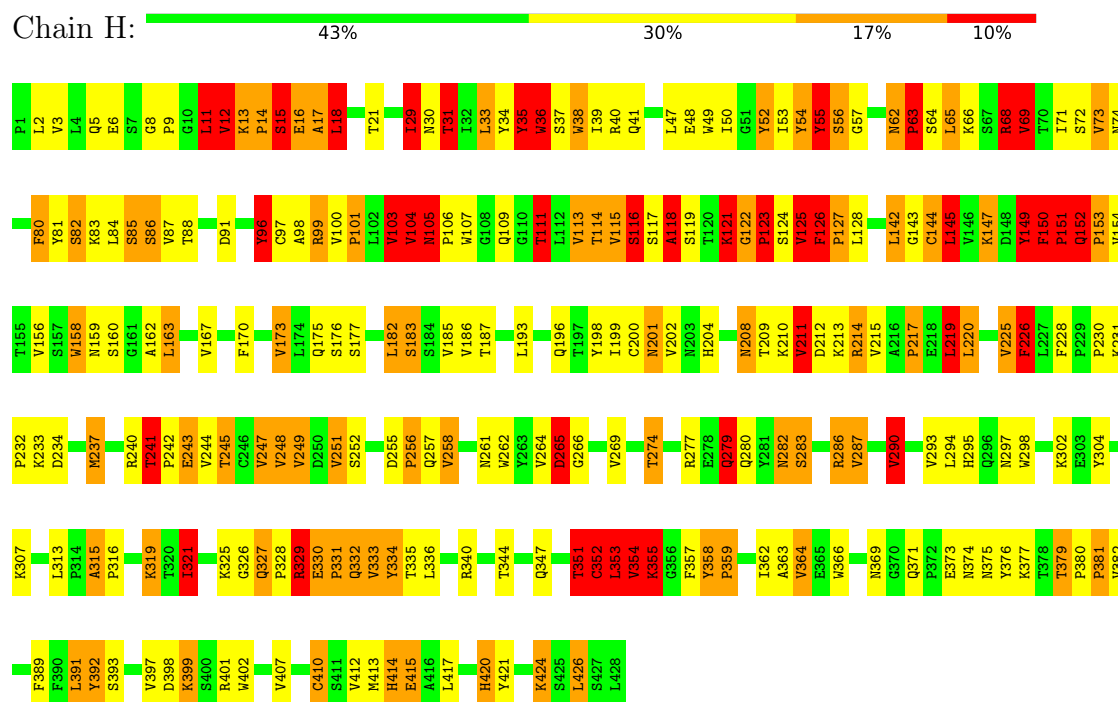 Chain H:
43% 30% 17% 10%
P1 L2 V3 L4 Q5 E6 S7 G8 P9 G10 L11 V12 K13 P14 S15 E16 A17 L18 T21 I29 N30 T31 I32 L33 Y34 Y35 W36 S37 W38 I39 R40 Q41 L47 E48 W49 I50 G51 Y52 I53 Y54 Y55 S56 G57 N62 P63 S64 L65 K66 S67 R68 V69 T70 I71 S72 V73 N74
F80 Y81 S82 K83 L84 S85 S86 V87 T88 D91 Y96 C97 A98 R99 V100 P101 L102 V103 V104 N105 P106 W107 G108 Q109 G110 T111 L112 V113 T114 V115 S116 S117 A118 S119 T120 K121 G122 P123 S124 V125 F126 P127 L128 L142 G143 C144 L145 V146 K147 D148 Y149 F150 P151 Q152 P153 V154
T155 V156 S157 W158 N159 S160 G161 A162 L163 V167 F170 V173 L174 Q175 S176 S177 L182 S183 S184 V185 V186 T187 L193 Q196 T197 Y198 I199 C200 N201 V202 N203 H204 N208 T209 K210 V211 D212 K213 R214 V215 A216 P217 E218 L219 L220 V225 F226 L227 F228 P229 P230
P232 K233 D234 M237 R240 T241 P242 E243 V244 T245 C246 V247 V248 V249 D250 V251 S252 D255 P256 Q257 V258 N261 W262 Y263 V264 D265 G266 V269 T274 R277 E278 Q279 Q280 Y281 N282 S283 R286 V287 V290 V293 L294 H295 Q296 N297 W298 K302 E303 Y304
K307 L313 P314 A315 P316 K319 T320 I321 K325 G326 Q327 P328 R329 E330 P331 Q332 V333 Y334 T335 L336 R340 T344 Q347 T351 C352 L353 V354 K355 G356 F357 Y358 P359 I362 A363 V364 E365 W366 N369 G370 Q371 P372 E373 N374 N375 Y376 K377 T378 T379 P380 P381
F389 F390 L391 Y392 S393 V397 D398 K399 S400 R401 W402 V407 C410 S411 V412 M413 H414 E415 A416 L417 H420 Y421 K424 S425 L426 S427 L428